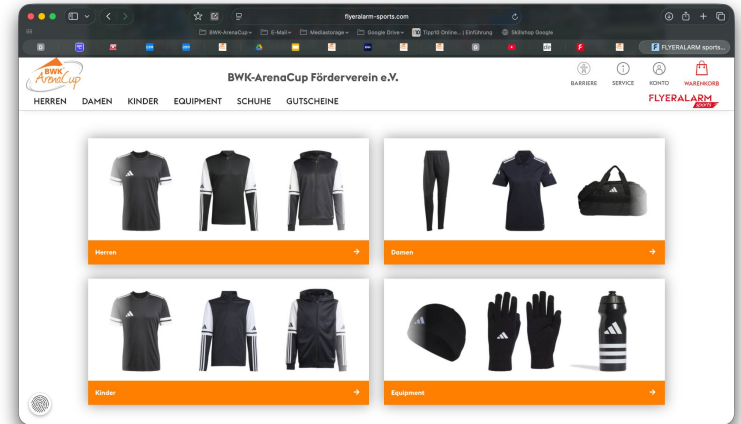 flyeralarm-sports.com
BWK-ArenaCup
E-Mail
Mediastorage
Google Drive
Tipp10 Online... | Einführung
Skillshop Google
FLYERALARM sports...
BWK
ArenaCup
BWK-ArenaCup Förderverein e.V.
BARRIERE
SERVICE
KONTO
WARENKORB
HERREN
DAMEN
KINDER
EQUIPMENT
SCHUHE
GUTSCHEINE
FLYERALARM
sports
Herren
Damen
Kinder
Equipment